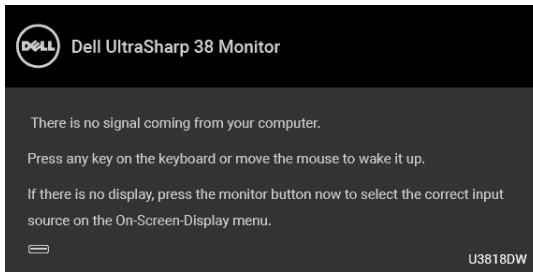 DELL Dell UltraSharp 38 Monitor
There is no signal coming from your computer.
Press any key on the keyboard or move the mouse to wake it up.
If there is no display, press the monitor button now to select the correct input
source on the On-Screen-Display menu.
U3818DW